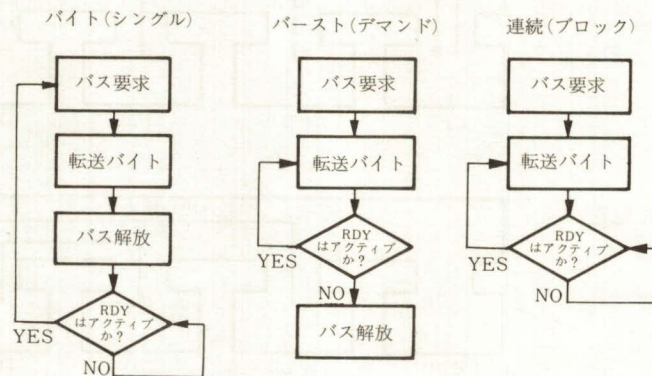 バイト(シングル)
バス要求
転送バイト
バス解放
RDY
はアクティブ
か?
YES
NO
バースト(デマンド)
バス要求
転送バイト
RDY
はアクティブ
か?
YES
NO
バス解放
連続(ブロック)
バス要求
転送バイト
RDY
はアクティブ
か?
YES
NO